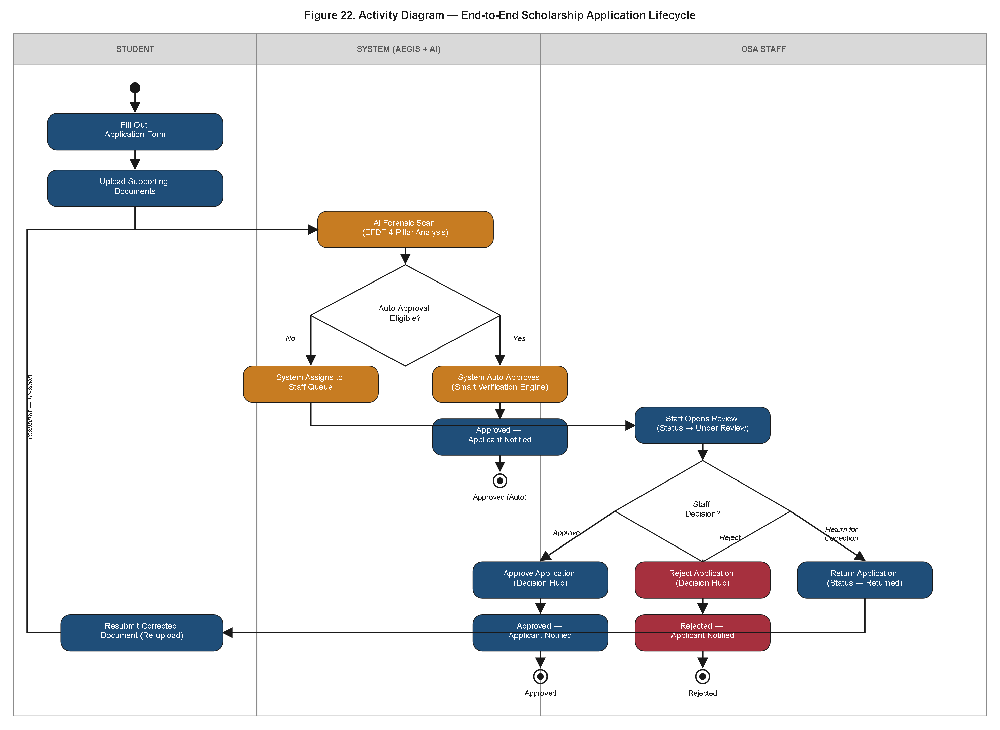 Figure 22. Activity Diagram — End-to-End Scholarship Application Lifecycle
STUDENT
SYSTEM (AEGIS + AI)
OSA STAFF
Fill Out
Application Form
Upload Supporting
Documents
AI Forensic Scan
(EFDF 4-Pillar Analysis)
Auto-Approval
Eligible?
No
Yes
System Assigns to
Staff Queue
System Auto-Approves
(Smart Verification Engine)
resubmit → re-scan
Approved —
Applicant Notified
Staff Opens Review
(Status → Under Review)
Approved (Auto)
Staff
Decision?
Approve
Reject
Return for
Correction
Approve Application
(Decision Hub)
Reject Application
(Decision Hub)
Return Application
(Status → Returned)
Resubmit Corrected
Document (Re-upload)
Approved —
Applicant Notified
Rejected —
Applicant Notified
Approved
Rejected